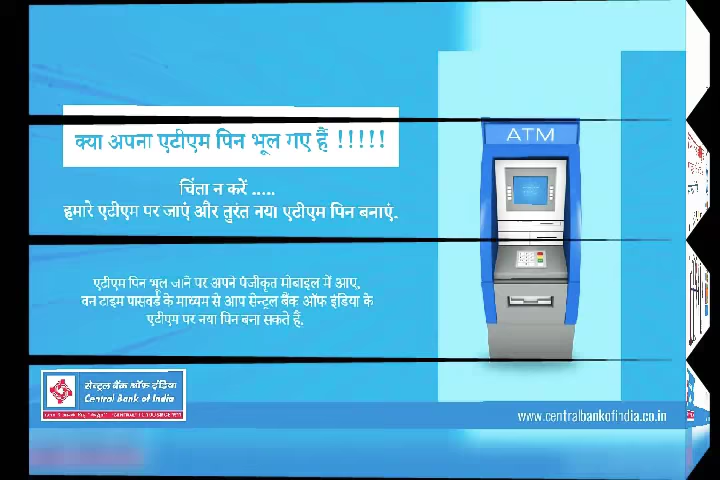 ATM
क्या अपना एटीएम पिन भूल गए हैं !!!!!
चिंता न करें .....
हमारे एटीएम पर जाएं और तुरंत नया एटीएम पिन बनाएं.
एटीएम पिन भूल जाने पर अपने पंजीकृत मोबाइल में आए,
वन टाइम पासवर्ड के माध्यम से आप सेन्ट्रल बैंक ऑफ इंडिया के
एटीएम पर नया पिन बना सकते हैं.
सेन्ट्रल बैंक ऑफ इंडिया
Central Bank of India
www.centralbankofindia.co.in